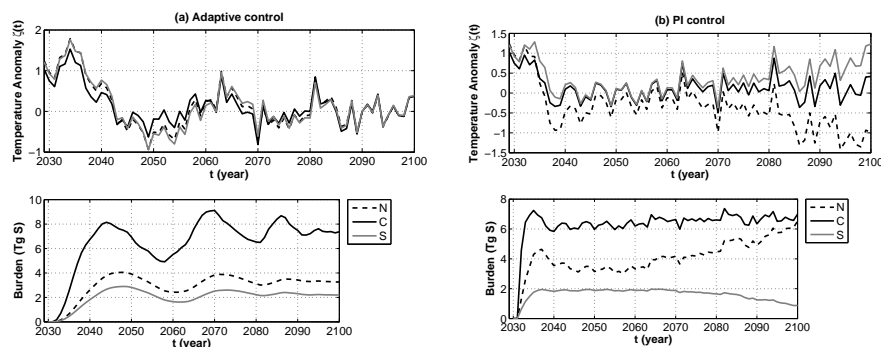 (a) Adaptive control
Temperature Anomaly ζ(t)
2
1
0
−1
2030 2040 2050 2060 2070 2080 2090 2100
t (year)
Burden (Tg S)
10
8
6
4
2
0
2030 2040 2050 2060 2070 2080 2090 2100
t (year)
N
C
S
(b) PI control
Temperature Anomaly ζ(t)
1.5
1
0.5
0
−0.5
−1
−1.5
2030 2040 2050 2060 2070 2080 2090 2100
t (year)
Burden (Tg S)
8
6
4
2
0
2030 2040 2050 2060 2070 2080 2090 2100
t (year)
N
C
S